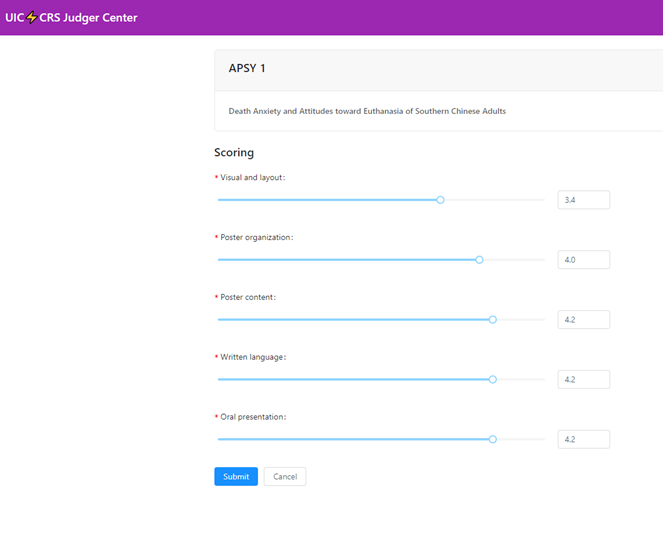 UIC⚡CRS Judger Center
APSY 1
Death Anxiety and Attitudes toward Euthanasia of Southern Chinese Adults
Scoring
* Visual and layout:
3.4
* Poster organization:
4.0
* Poster content:
4.2
* Written language:
4.2
* Oral presentation:
4.2
Submit Cancel